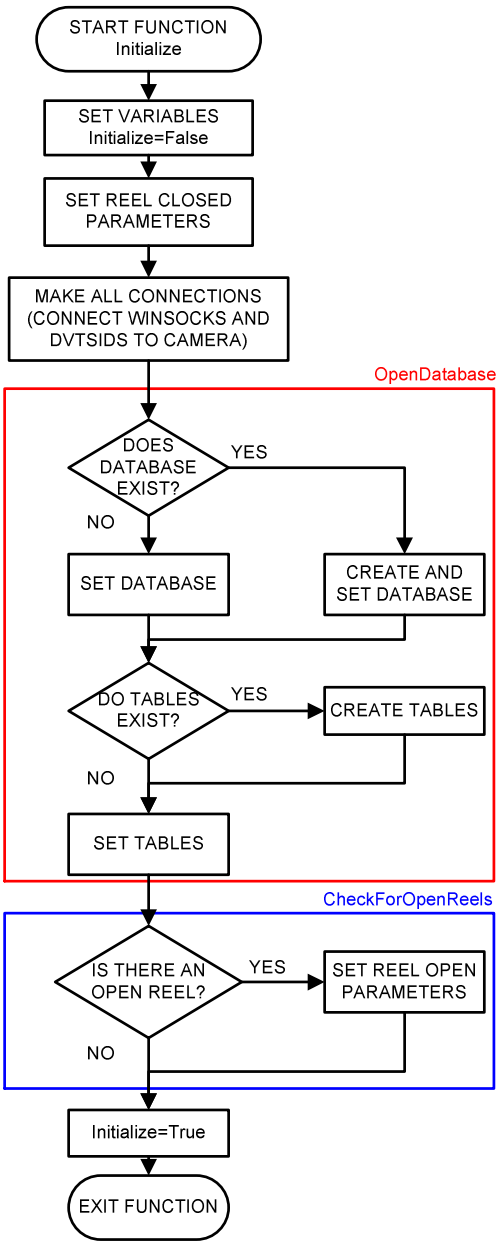 START FUNCTION
Initialize
SET VARIABLES
Initialize=False
SET REEL CLOSED
PARAMETERS
MAKE ALL CONNECTIONS
(CONNECT WINSOCKS AND
DVTSIDS TO CAMERA)
OpenDatabase
DOES
DATABASE
EXIST?
YES
NO
SET DATABASE
CREATE AND
SET DATABASE
DO TABLES
EXIST?
YES
CREATE TABLES
NO
SET TABLES
CheckForOpenReels
IS THERE AN
OPEN REEL?
YES
SET REEL OPEN
PARAMETERS
NO
Initialize=True
EXIT FUNCTION